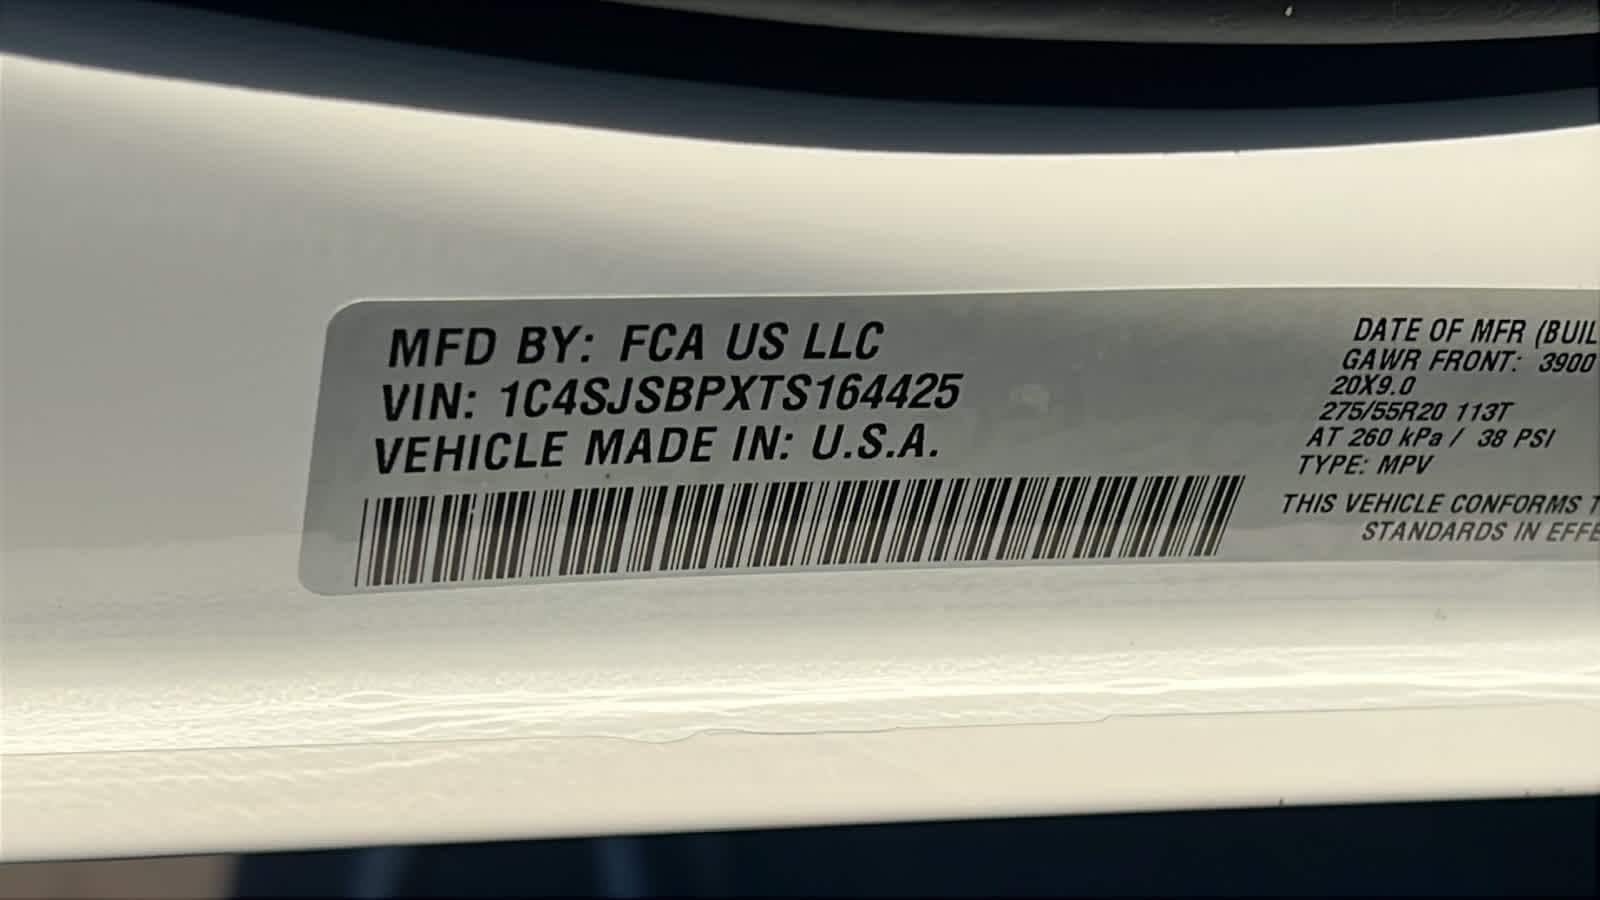 MFD BY: FCA US LLC
VIN: 1C4SJSBPXTS164425
VEHICLE MADE IN: U.S.A.
DATE OF MFR (BUIL
GAWR FRONT: 3900
20X9.0
275/55R20 113T
AT 260 kPa / 38 PSI
TYPE: MPV
THIS VEHICLE CONFORMS T
STANDARDS IN EFFE